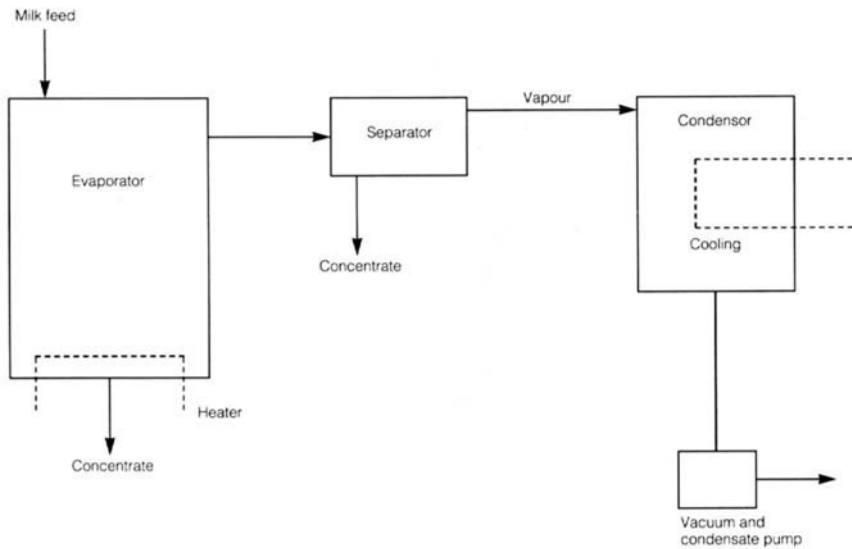 Milk feed
Vapour
Separator
Condensor
Evaporator
Cooling
Concentrate
Heater
Concentrate
Vacuum and
condensate pump